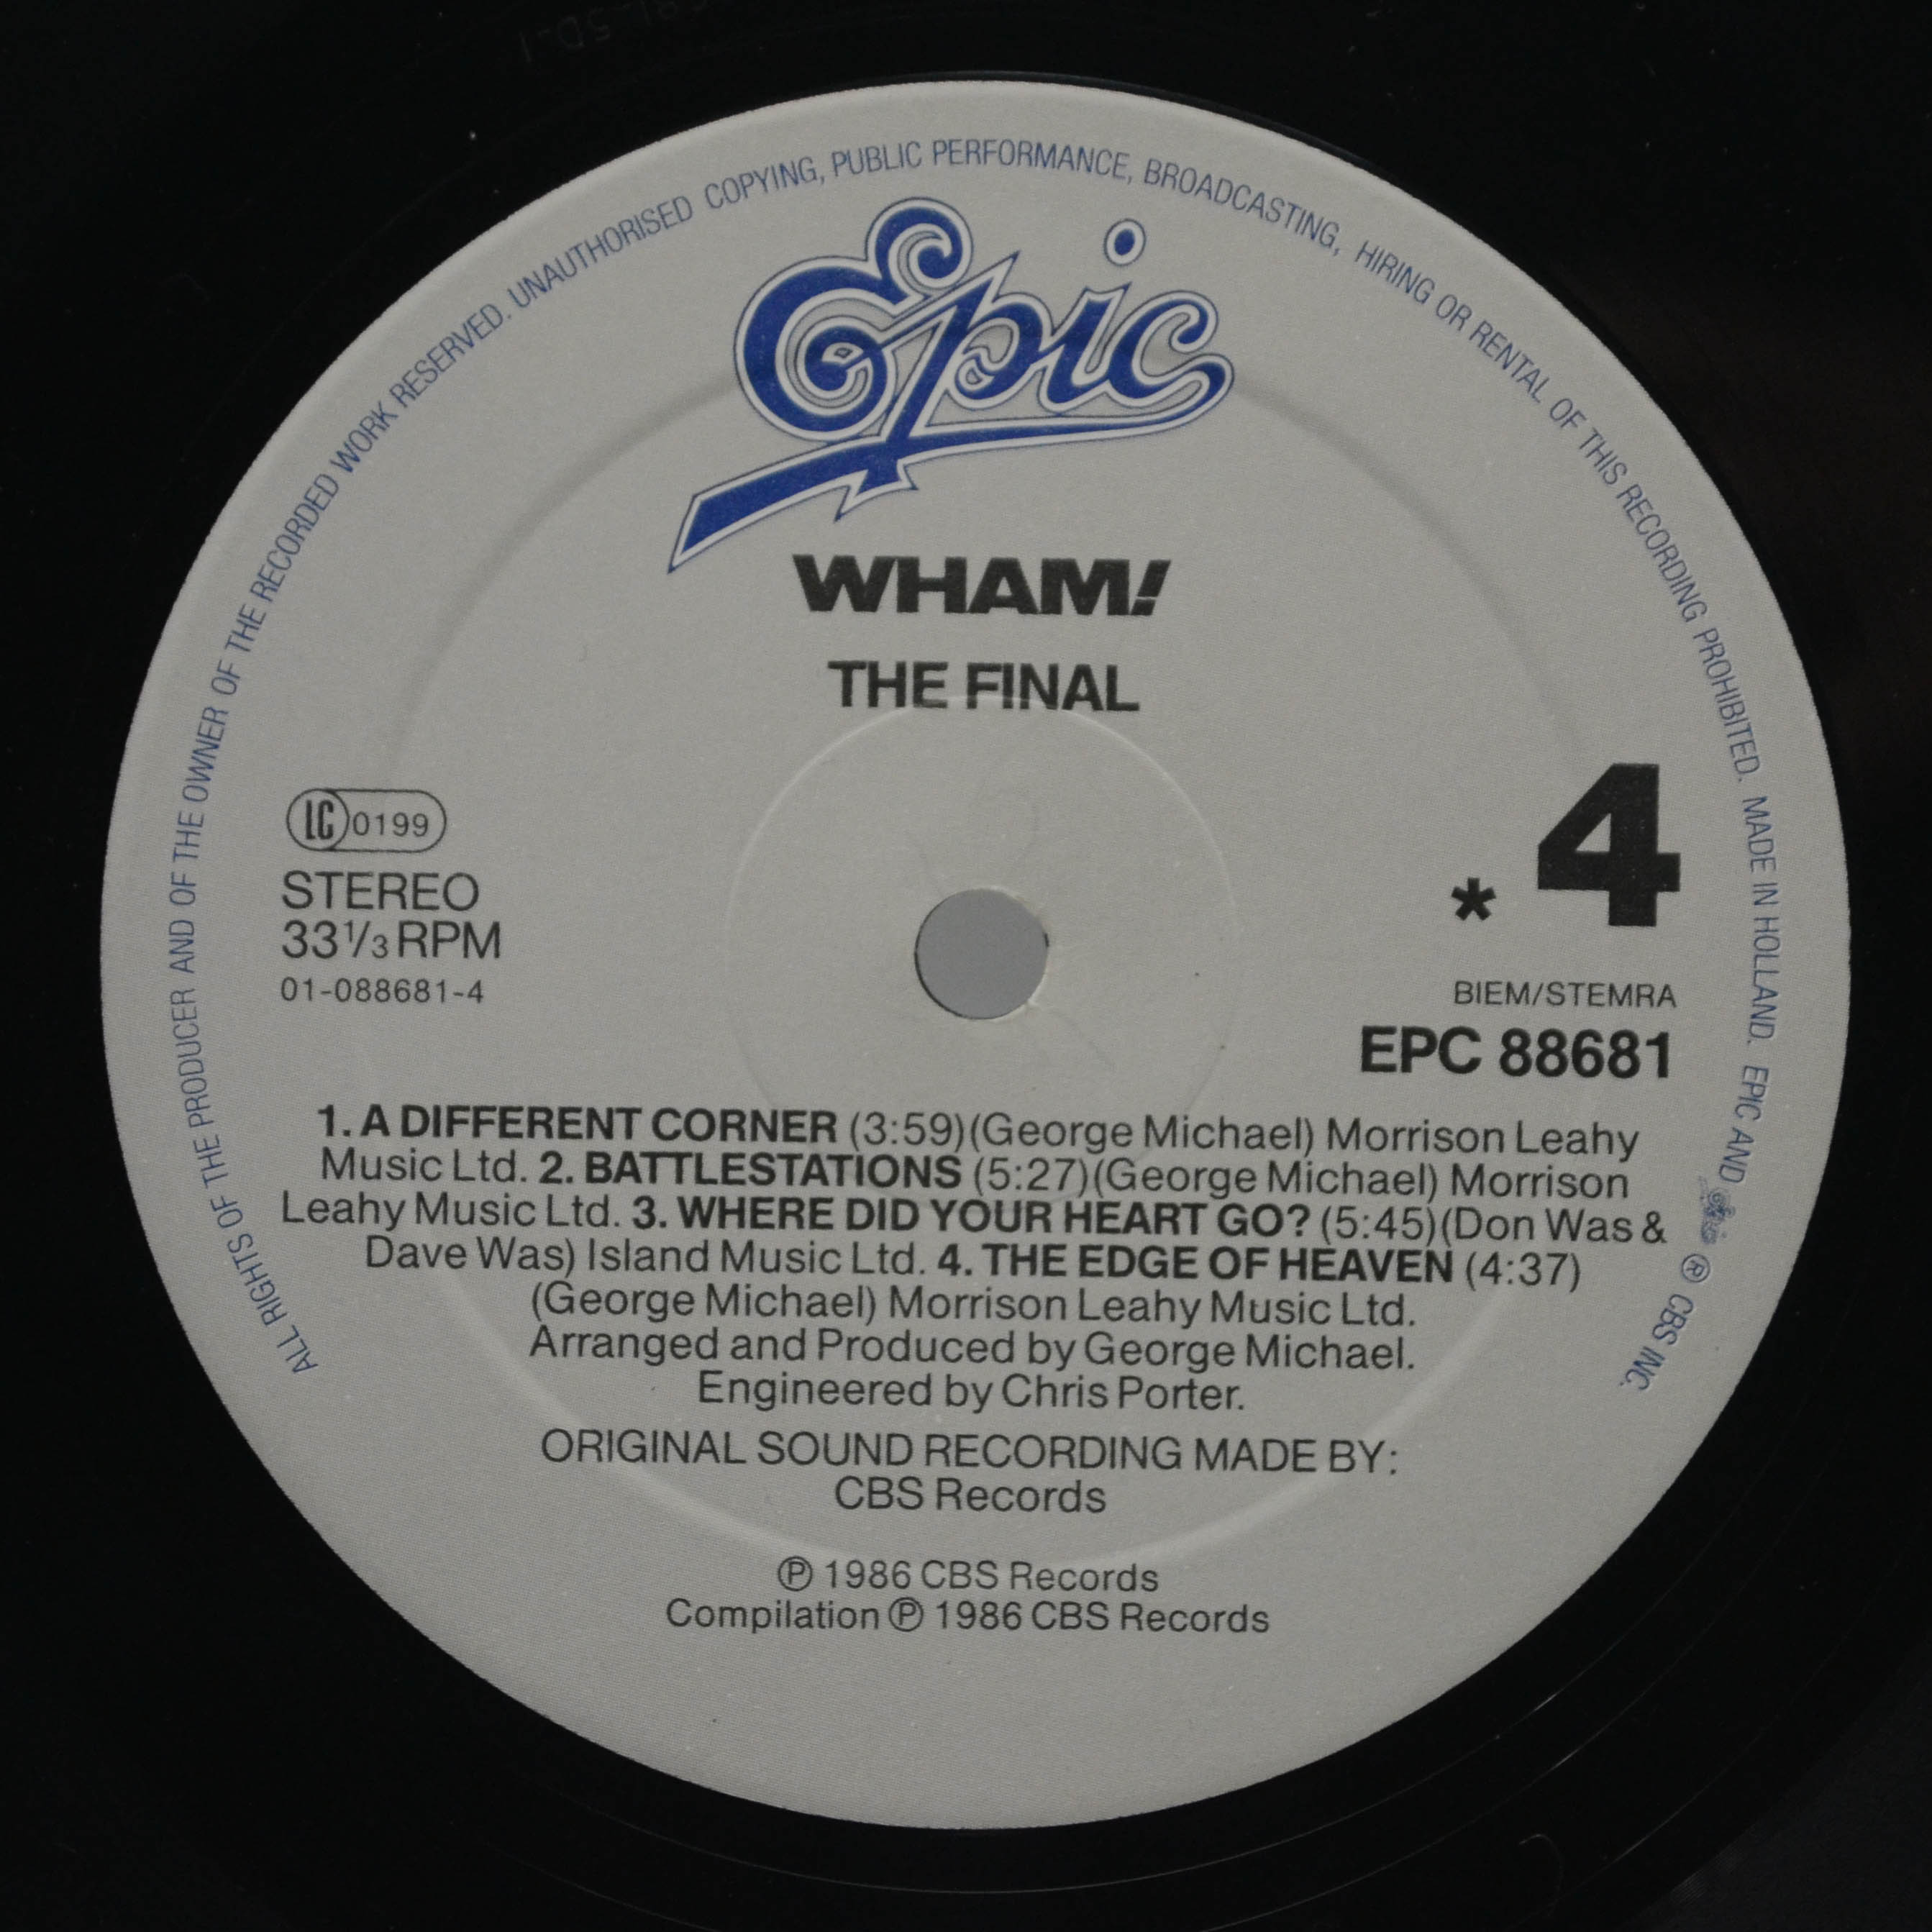 ALL RIGHTS OF THE PRODUCER AND OF THE OWNER OF THE RECORDED WORK RESERVED. UNAUTHORISED COPYING, PUBLIC PERFORMANCE, BROADCASTING, HIRING OR RENTAL OF THIS RECORDING PROHIBITED. MADE IN HOLLAND. EPIC AND ® CBS INC.
Epic
WHAM!
THE FINAL
LC 0199
STEREO
33⅓ RPM
01-088681-4
* 4
BIEM/STEMRA
EPC 88681
1. A DIFFERENT CORNER (3:59)(George Michael) Morrison Leahy
Music Ltd. 2. BATTLESTATIONS (5:27)(George Michael) Morrison
Leahy Music Ltd. 3. WHERE DID YOUR HEART GO? (5:45)(Don Was &
Dave Was) Island Music Ltd. 4. THE EDGE OF HEAVEN (4:37)
(George Michael) Morrison Leahy Music Ltd.
Arranged and Produced by George Michael.
Engineered by Chris Porter.
ORIGINAL SOUND RECORDING MADE BY:
CBS Records
℗ 1986 CBS Records
Compilation ℗ 1986 CBS Records